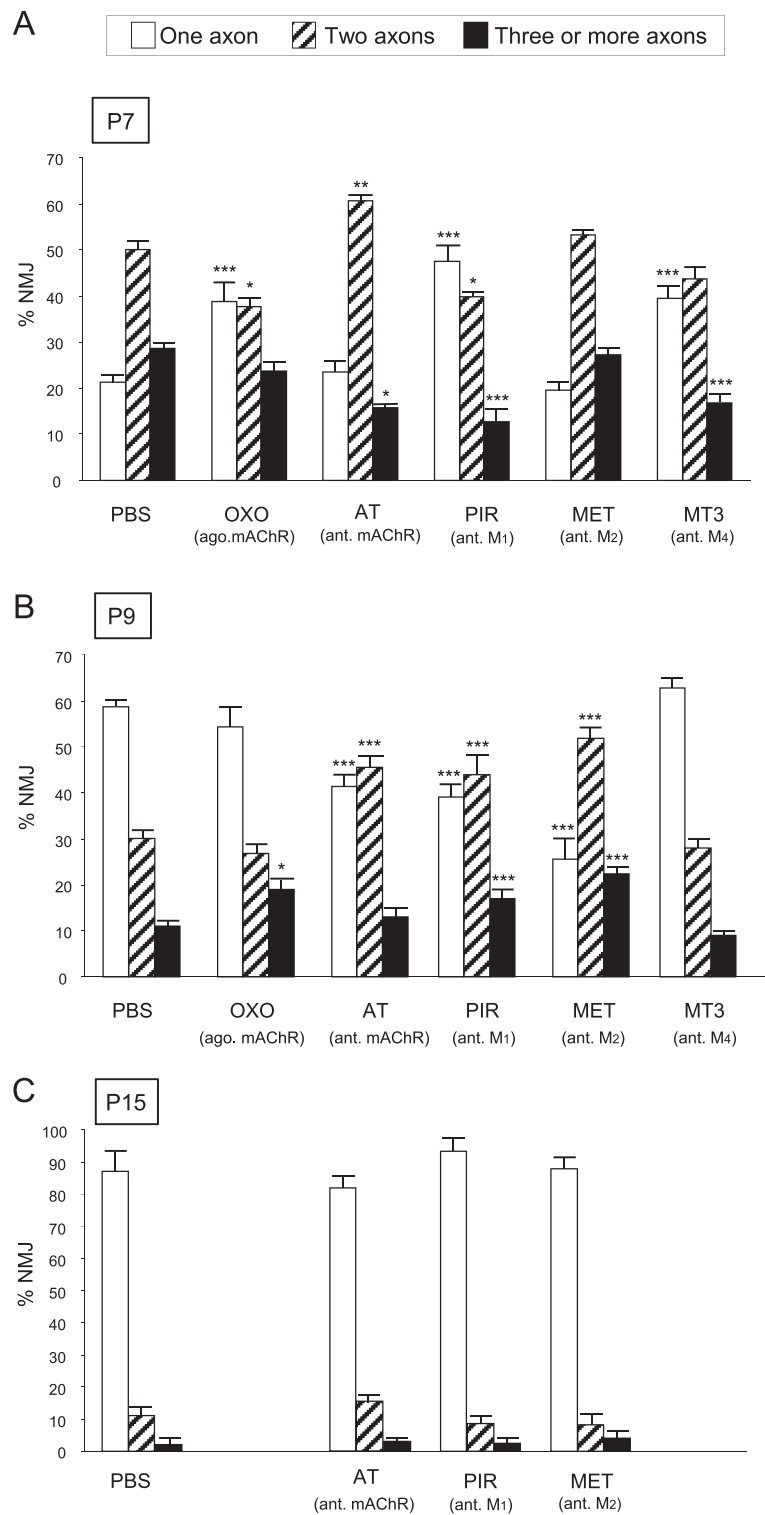 A
One axon Two axons Three or more axons
P7
70
60
50
40
30
20
10
0
% NMJ
*** * ** * *** * *** *** ***
PBS OXO AT PIR MET MT3
(ago.mAChR) (ant. mAChR) (ant. M1) (ant. M2) (ant. M4)
B
P9
70
60
50
40
30
20
10
0
% NMJ
* *** *** *** *** *** *** *** ***
PBS OXO AT PIR MET MT3
(ago. mAChR) (ant. mAChR) (ant. M1) (ant. M2) (ant. M4)
C
P15
100
90
80
70
60
50
40
30
20
10
0
% NMJ
PBS AT PIR MET
(ant. mAChR) (ant. M1) (ant. M2)